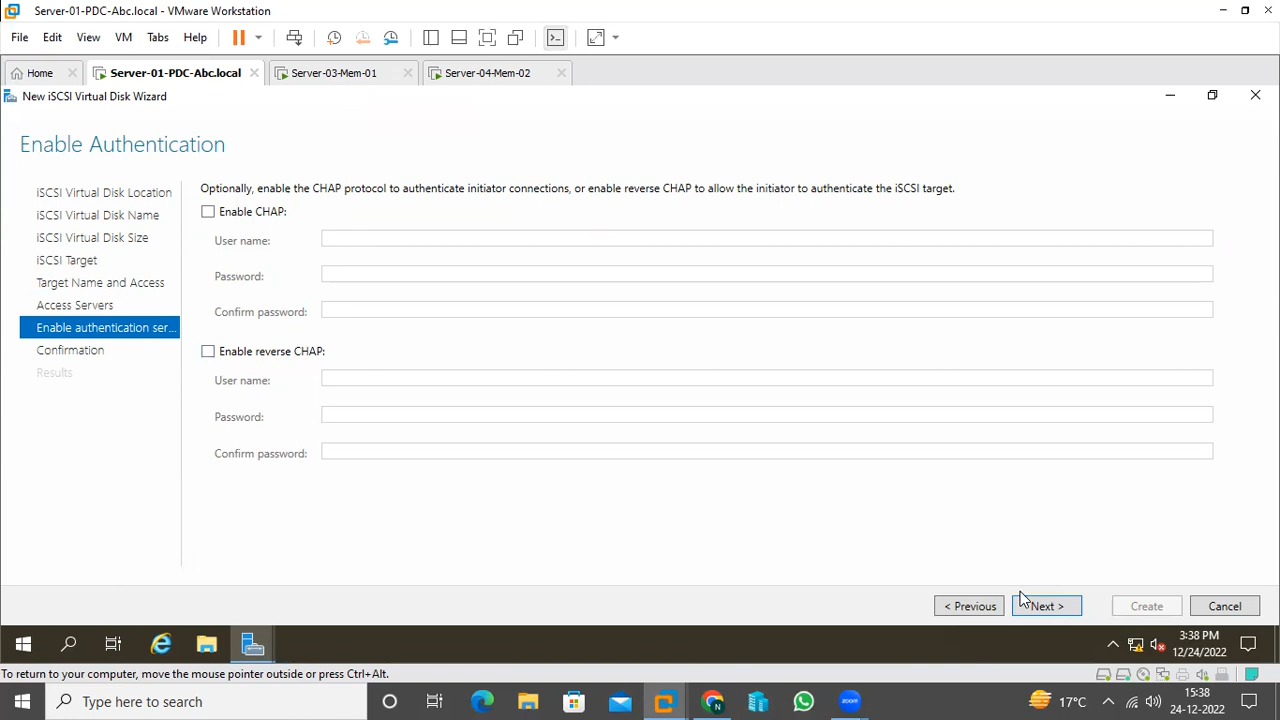 Server-01-PDC-Abc.local - VMware Workstation
File Edit View VM Tabs Help
Home Server-01-PDC-Abc.local Server-03-Mem-01 Server-04-Mem-02
New iSCSI Virtual Disk Wizard
Enable Authentication
iSCSI Virtual Disk Location
iSCSI Virtual Disk Name
iSCSI Virtual Disk Size
iSCSI Target
Target Name and Access
Access Servers
Enable authentication ser...
Confirmation
Results
Optionally, enable the CHAP protocol to authenticate initiator connections, or enable reverse CHAP to allow the initiator to authenticate the iSCSI target.
Enable CHAP:
User name:
Password:
Confirm password:
Enable reverse CHAP:
User name:
Password:
Confirm password:
< Previous Next > Create Cancel
3:38 PM
12/24/2022
To return to your computer, move the mouse pointer outside or press Ctrl+Alt.
Type here to search
N
zoom
17°C
15:38
24-12-2022